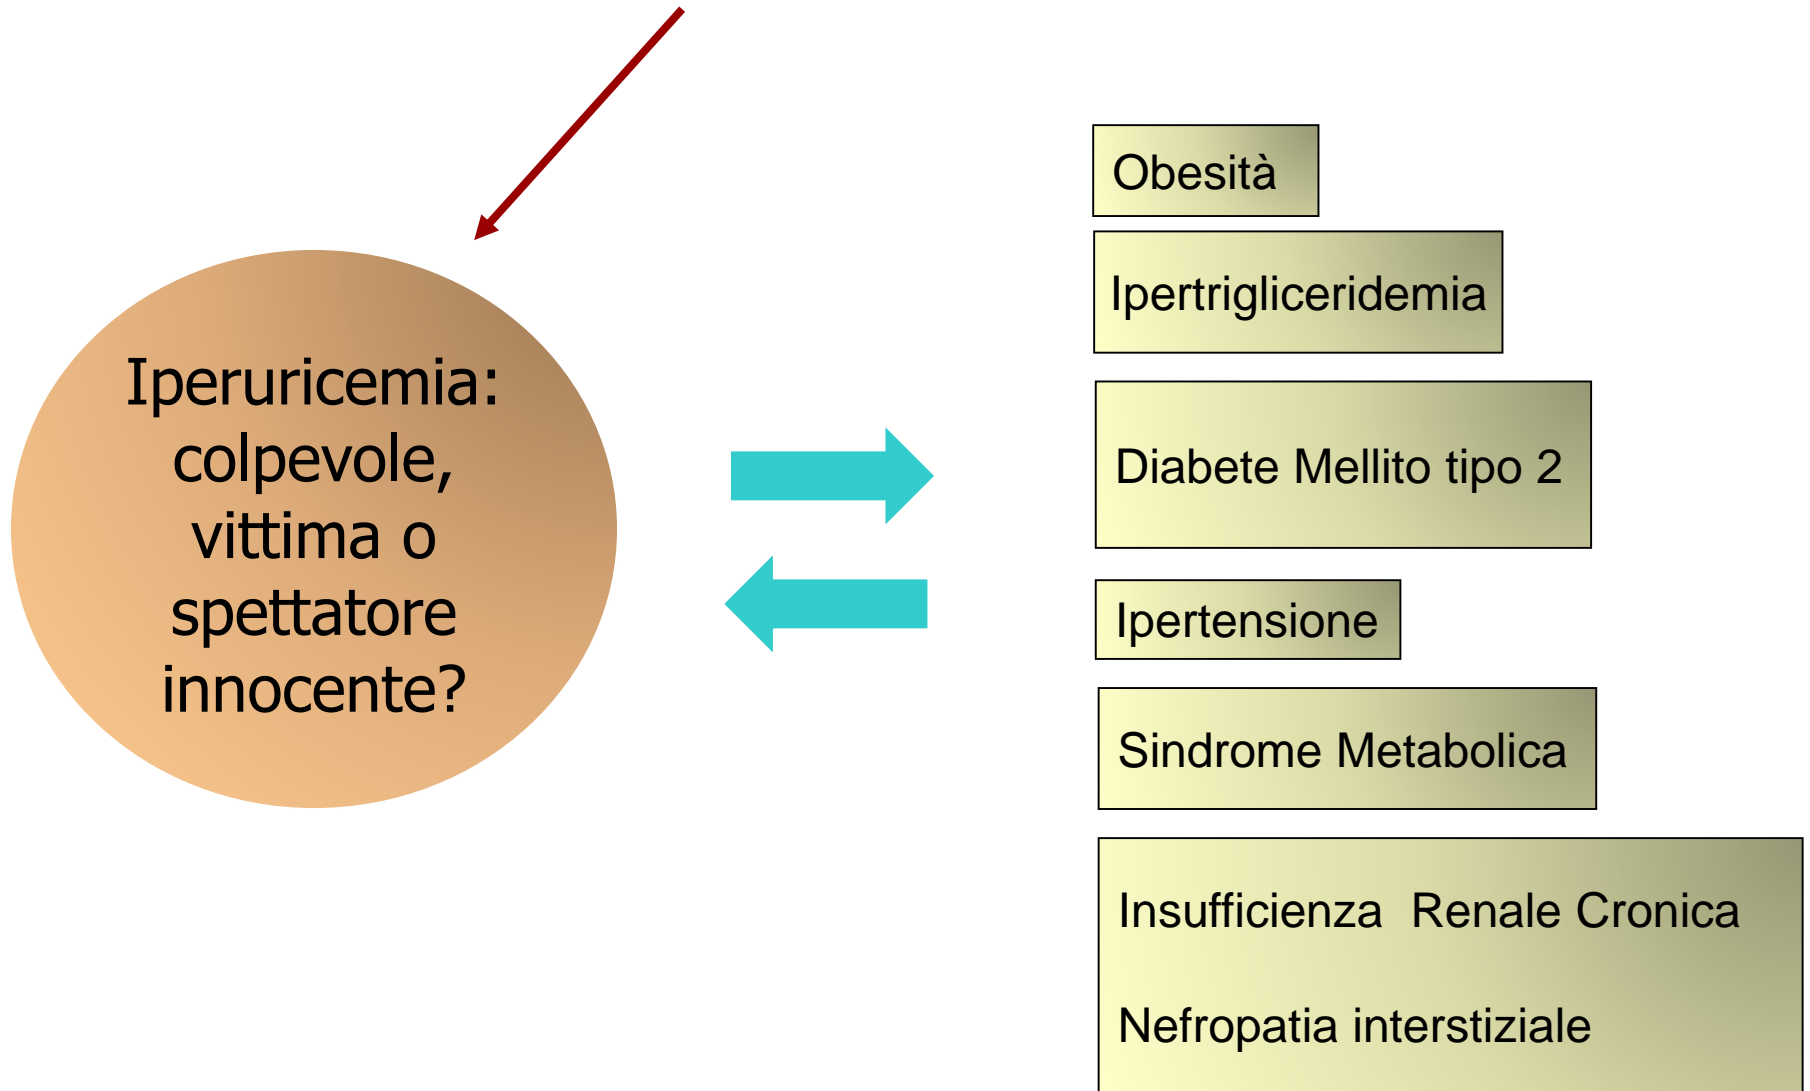 Iperuricemia:
colpevole,
vittima o
spettatore
innocente?
Obesità
Ipertrigliceridemia
Diabete Mellito tipo 2
Ipertensione
Sindrome Metabolica
Insufficienza  Renale Cronica
Nefropatia interstiziale